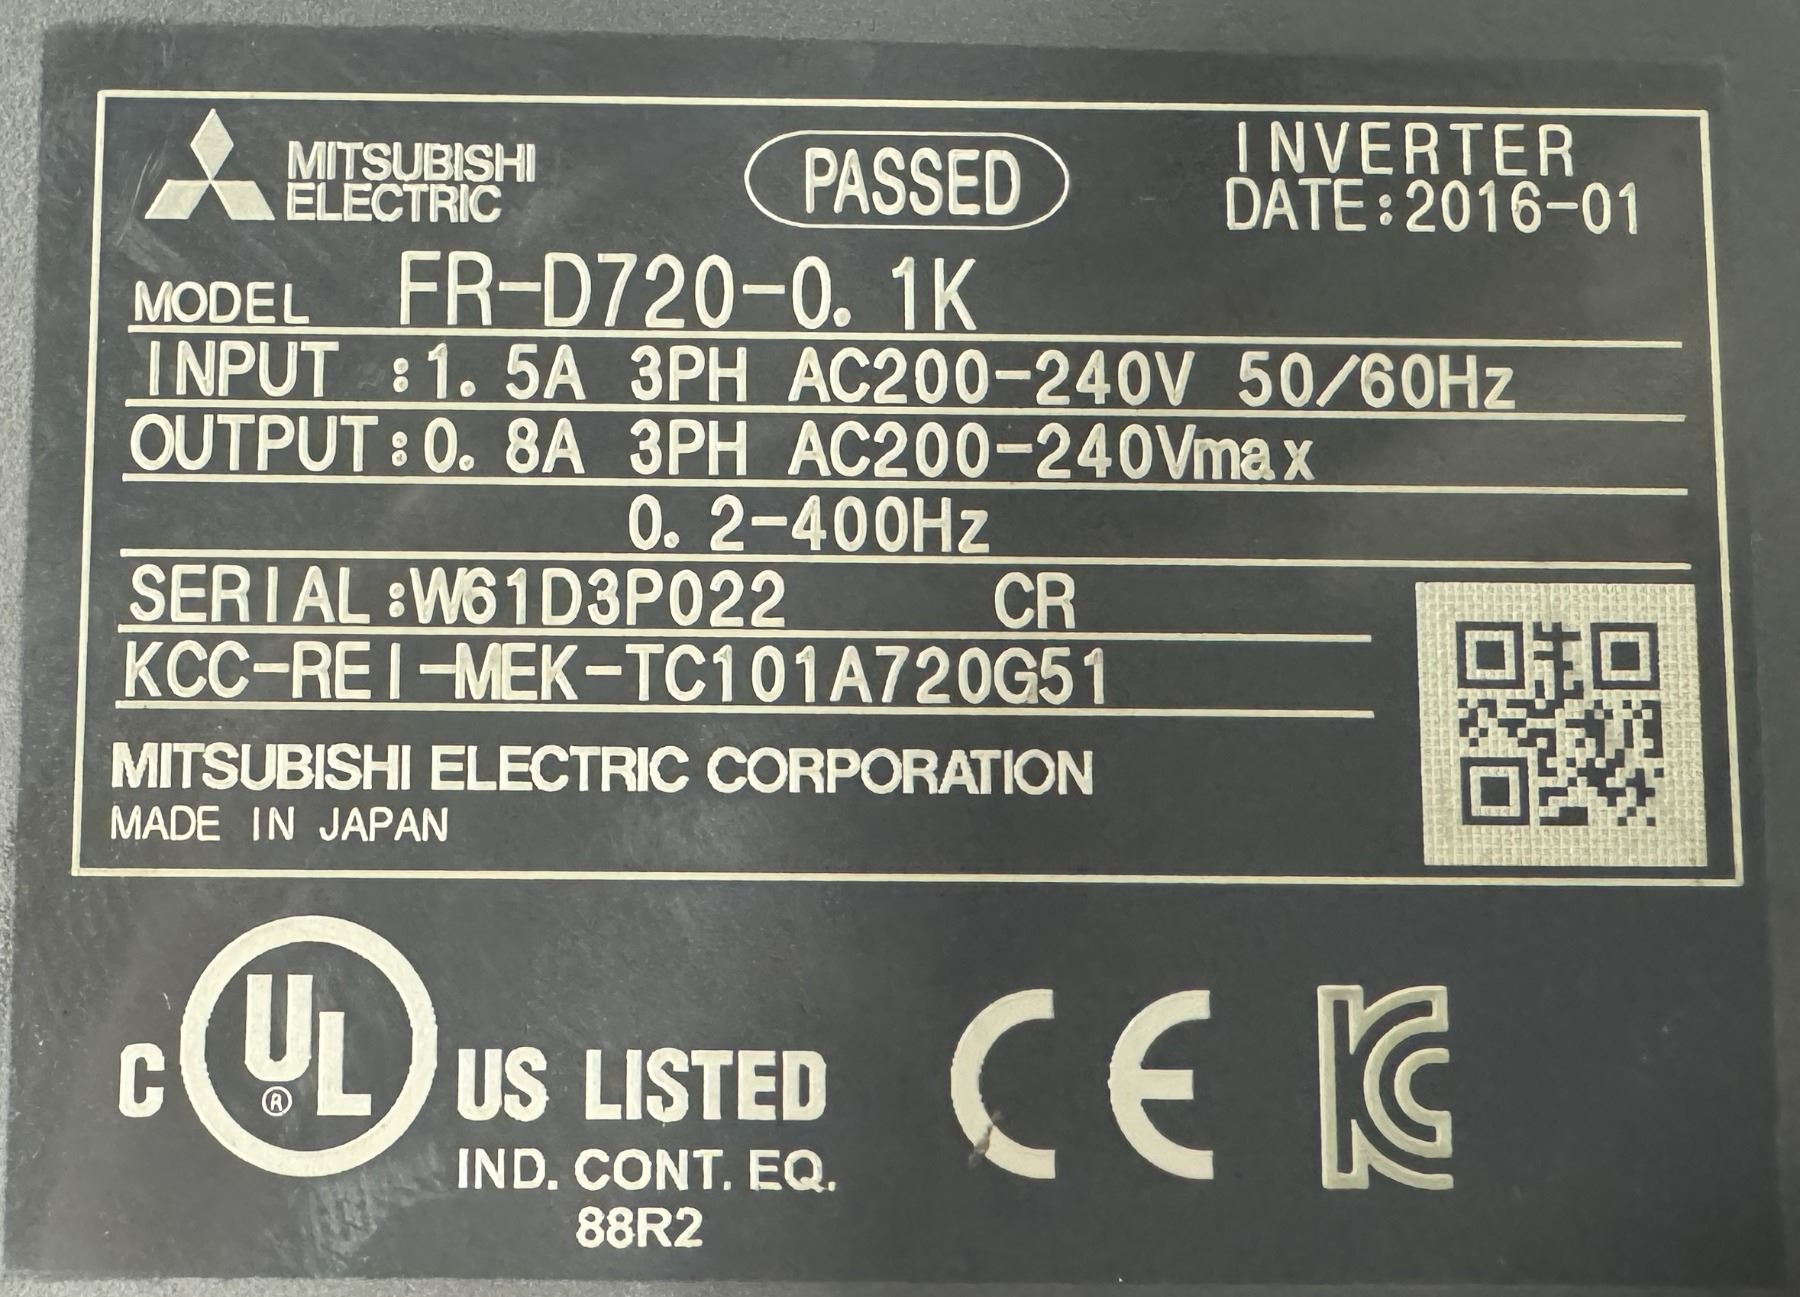 MITSUBISHI
ELECTRIC
PASSED
INVERTER
DATE:2016-01
MODEL FR-D720-0.1K
INPUT :1.5A 3PH AC200-240V 50/60Hz
OUTPUT:0.8A 3PH AC200-240Vmax
0.2-400Hz
SERIAL:W61D3P022 CR
KCC-REI-MEK-TC101A720G51
MITSUBISHI ELECTRIC CORPORATION
MADE IN JAPAN
C UL® US LISTED
IND. CONT. EQ.
88R2
CE
KC